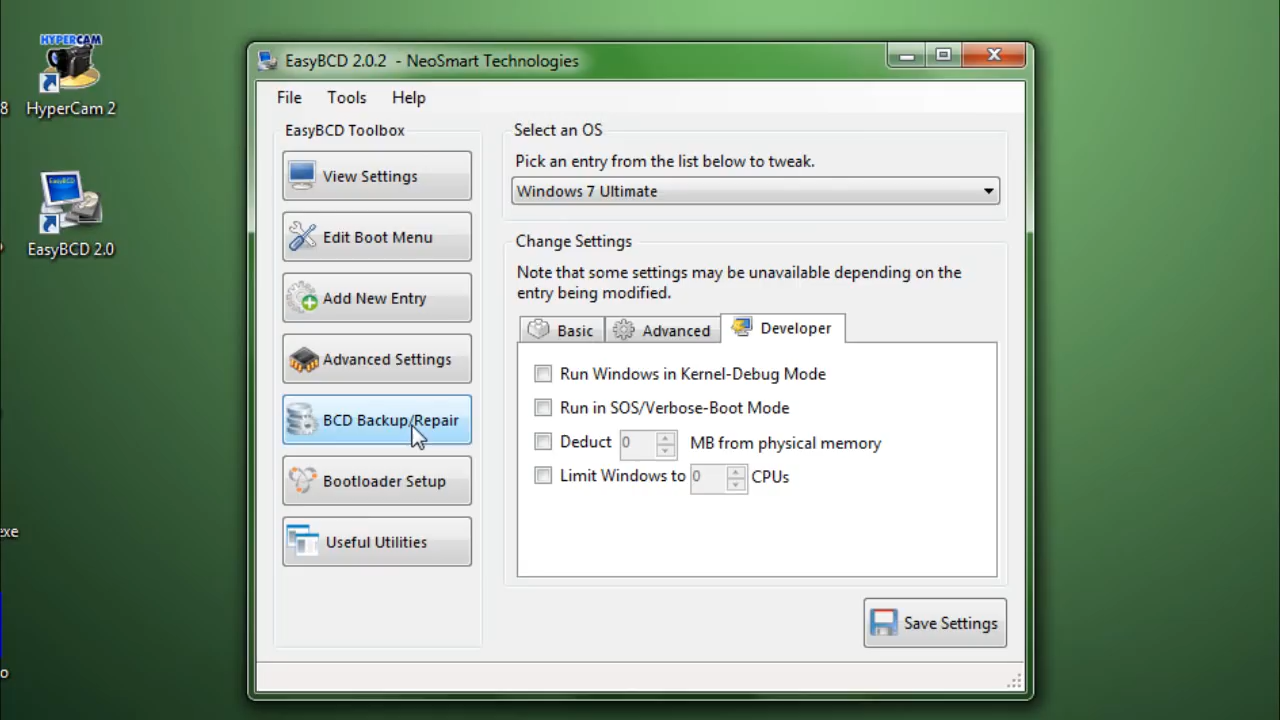 HYPERCAM
8
HyperCam 2
EasyBCD
EasyBCD 2.0
exe
o
EasyBCD 2.0.2 - NeoSmart Technologies
File Tools Help
EasyBCD Toolbox
View Settings
Edit Boot Menu
Add New Entry
Advanced Settings
BCD Backup/Repair
Bootloader Setup
Useful Utilities
Select an OS
Pick an entry from the list below to tweak.
Windows 7 Ultimate
Change Settings
Note that some settings may be unavailable depending on the
entry being modified.
Basic Advanced Developer
Run Windows in Kernel-Debug Mode
Run in SOS/Verbose-Boot Mode
Deduct 0 MB from physical memory
Limit Windows to 0 CPUs
Save Settings